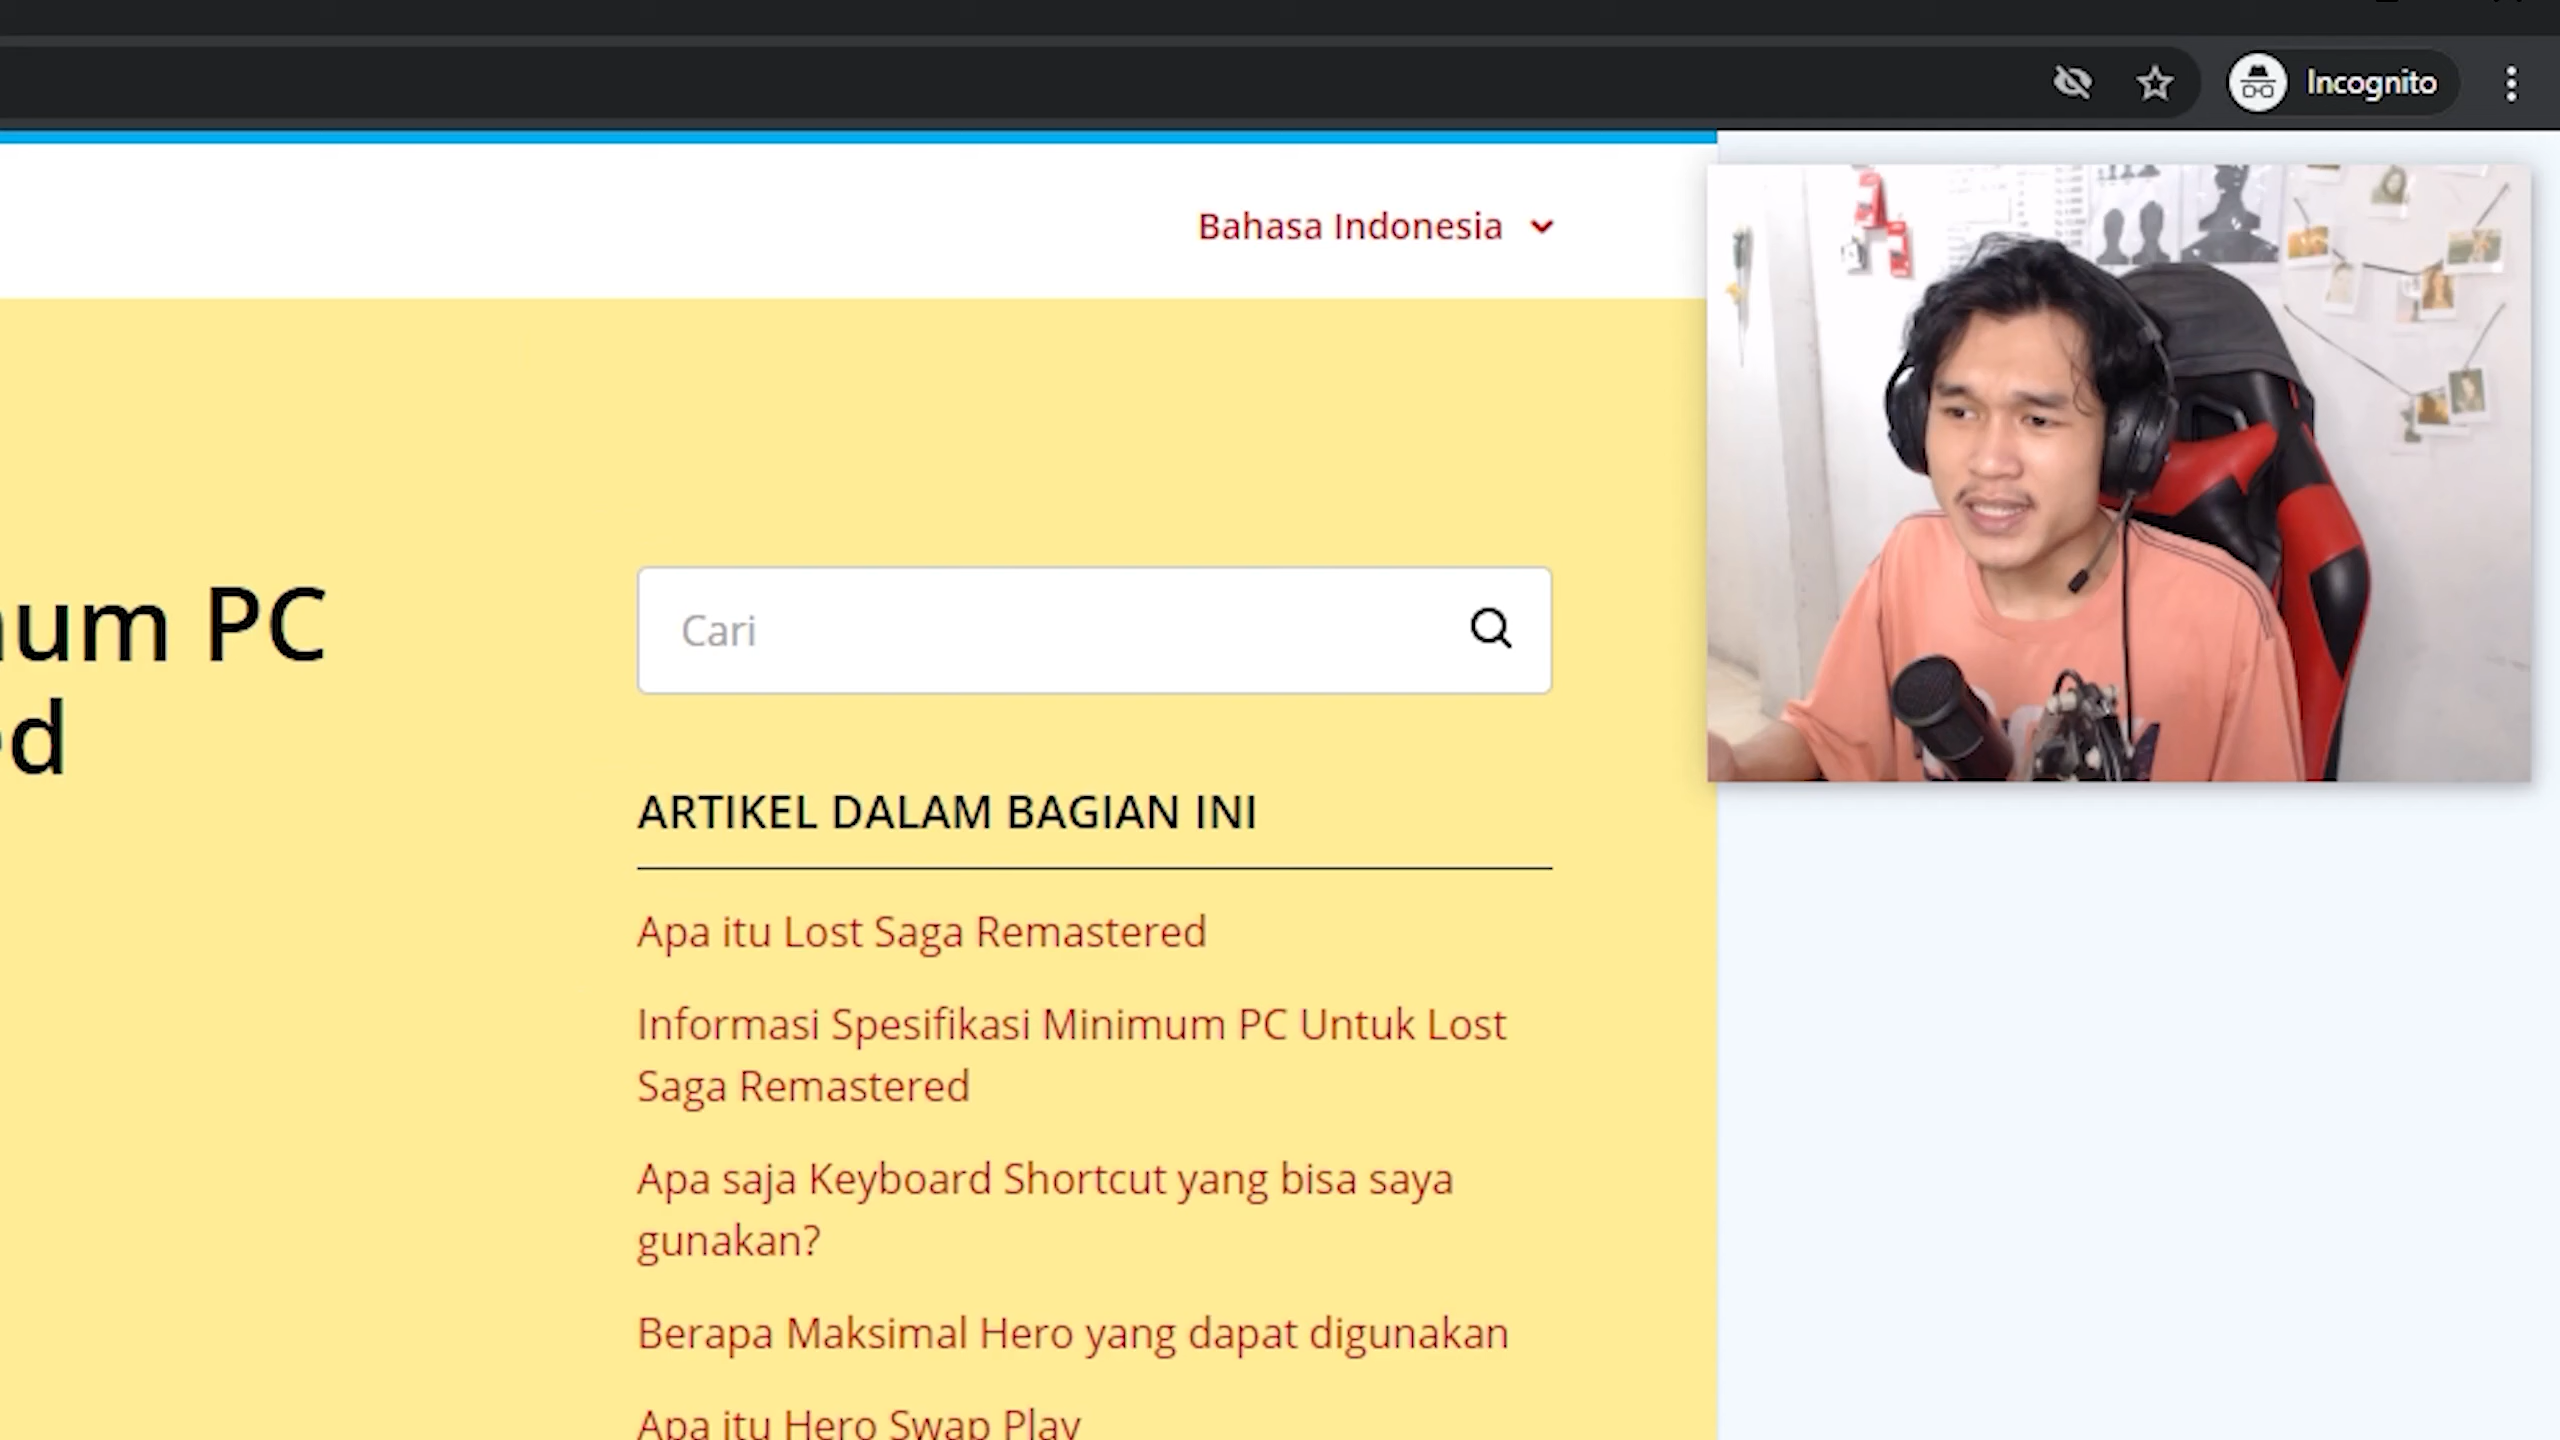 Incognito
Bahasa Indonesia
um PC
ed
Cari
ARTIKEL DALAM BAGIAN INI
Apa itu Lost Saga Remastered
Informasi Spesifikasi Minimum PC Untuk Lost
Saga Remastered
Apa saja Keyboard Shortcut yang bisa saya
gunakan?
Berapa Maksimal Hero yang dapat digunakan
Apa itu Hero Swap Play